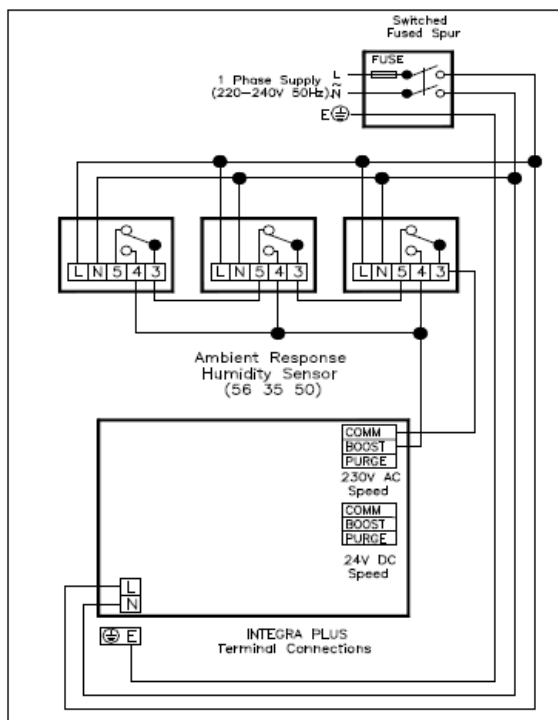 Switched
Fused Spur
FUSE
1 Phase Supply
(220-240V 50Hz)
L
~
N
E
L N 5 4 3
L N 5 4 3
L N 5 4 3
Ambient Response
Humidity Sensor
(56 35 50)
COMM
BOOST
PURGE
230V AC
Speed
COMM
BOOST
PURGE
24V DC
Speed
L
N
E
INTEGRA PLUS
Terminal Connections